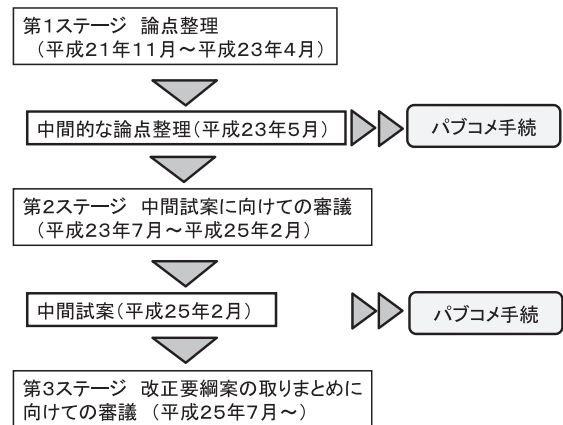 第1ステージ 論点整理
（平成21年11月～平成23年4月）
中間的な論点整理（平成23年5月）
パブコメ手続
第2ステージ 中間試案に向けての審議
（平成23年7月～平成25年2月）
中間試案（平成25年2月）
パブコメ手続
第3ステージ 改正要綱案の取りまとめに
向けての審議 （平成25年7月～）